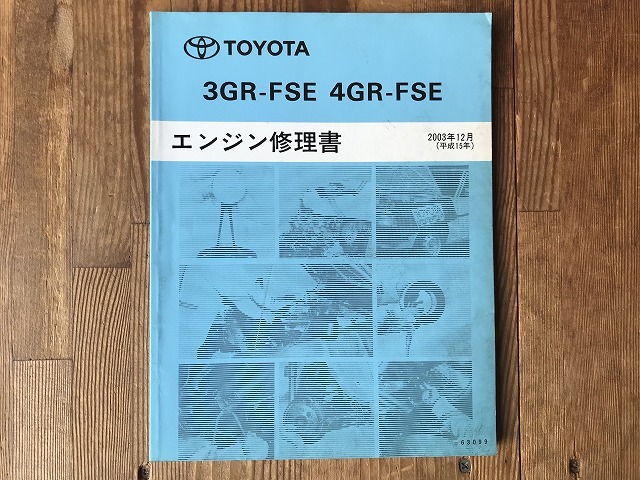 TOYOTA
3GR-FSE 4GR-FSE
エンジン修理書
2003年12月
(平成15年)
63099